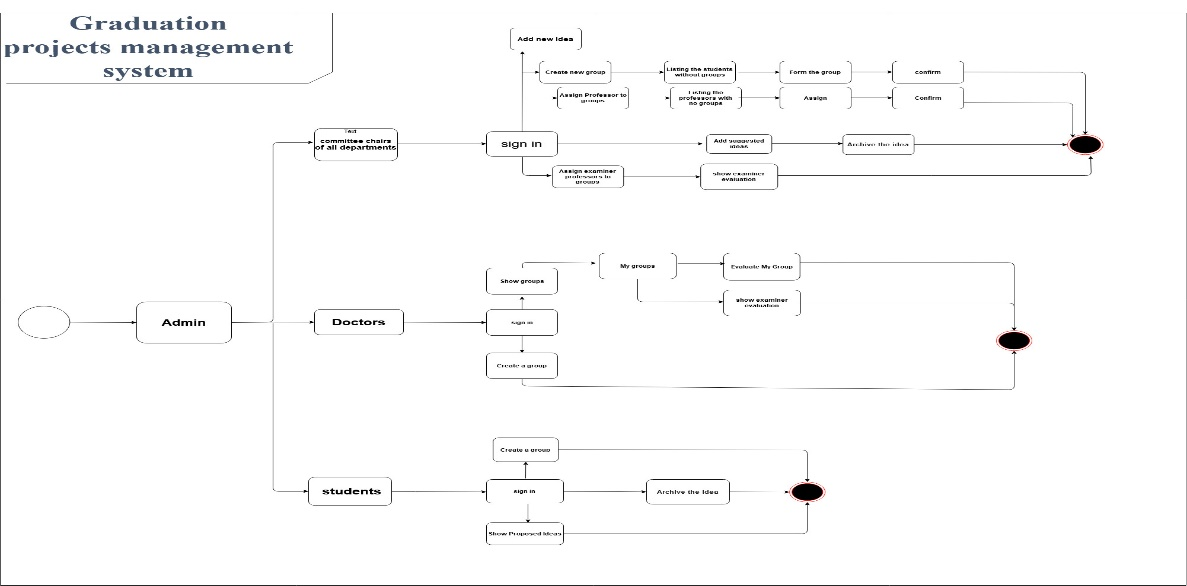 Graduation
projects management
system
Add new idea
Create new group
Listing the students
without groups
Form the group
confirm
Assign Professor to
groups
Listing the
professors with
no groups
Assign
Confirm
Text
committee chairs
of all departments
sign in
Add suggested
ideas
Archive the idea
Assign examiner
professors to
groups
show examiner
evaluation
Show groups
My groups
Evaluate My Group
show examiner
evaluation
Admin
Doctors
sign in
Create a group
Create a group
students
sign in
Archive the Idea
Show Proposed Ideas